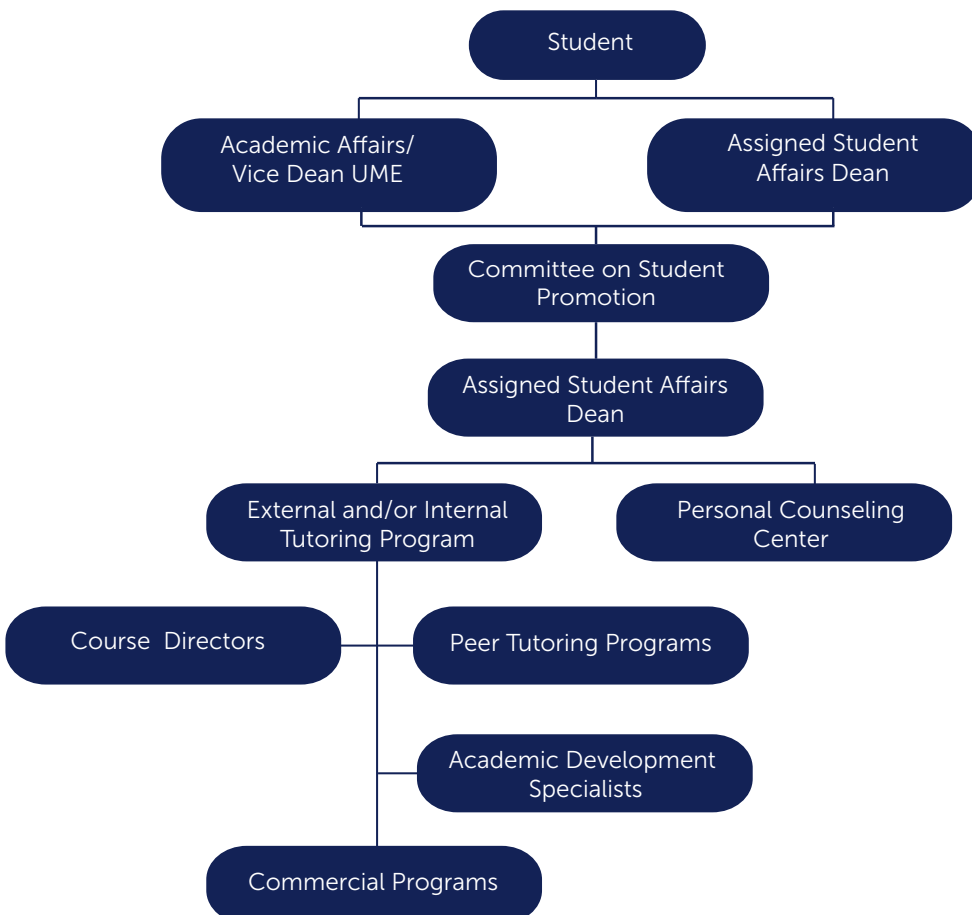 Student
Academic Affairs/
Vice Dean UME
Assigned Student
Affairs Dean
Committee on Student
Promotion
Assigned Student Affairs
Dean
External and/or Internal
Tutoring Program
Personal Counseling
Center
Course Directors
Peer Tutoring Programs
Academic Development
Specialists
Commercial Programs